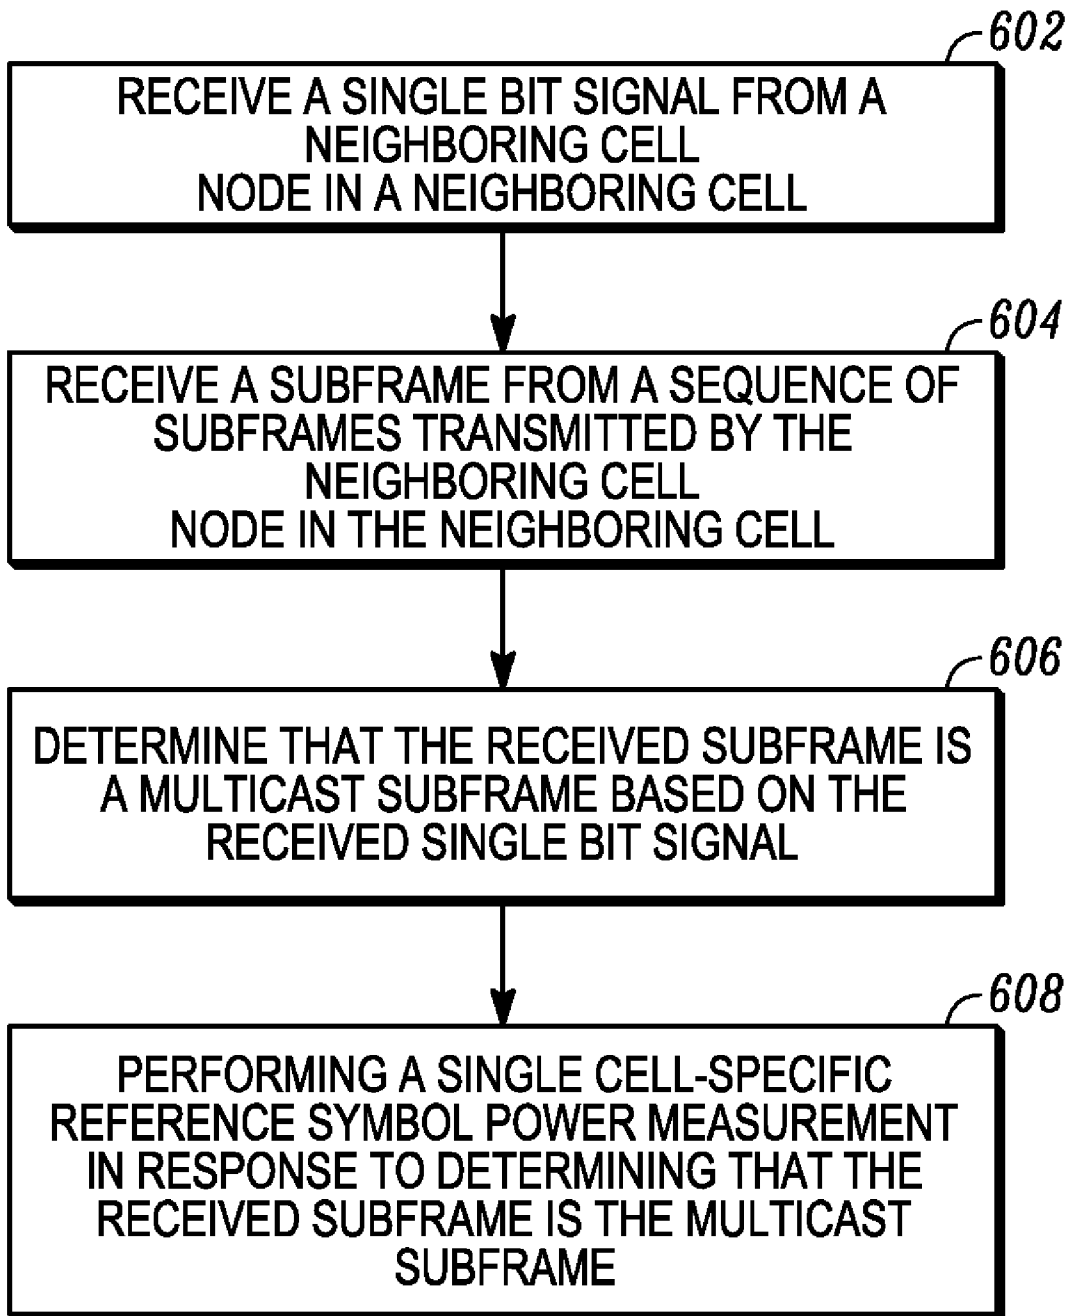 602
RECEIVE A SINGLE BIT SIGNAL FROM A
NEIGHBORING CELL
NODE IN A NEIGHBORING CELL
604
RECEIVE A SUBFRAME FROM A SEQUENCE OF
SUBFRAMES TRANSMITTED BY THE
NEIGHBORING CELL
NODE IN THE NEIGHBORING CELL
606
DETERMINE THAT THE RECEIVED SUBFRAME IS
A MULTICAST SUBFRAME BASED ON THE
RECEIVED SINGLE BIT SIGNAL
608
PERFORMING A SINGLE CELL-SPECIFIC
REFERENCE SYMBOL POWER MEASUREMENT
IN RESPONSE TO DETERMINING THAT THE
RECEIVED SUBFRAME IS THE MULTICAST
SUBFRAME